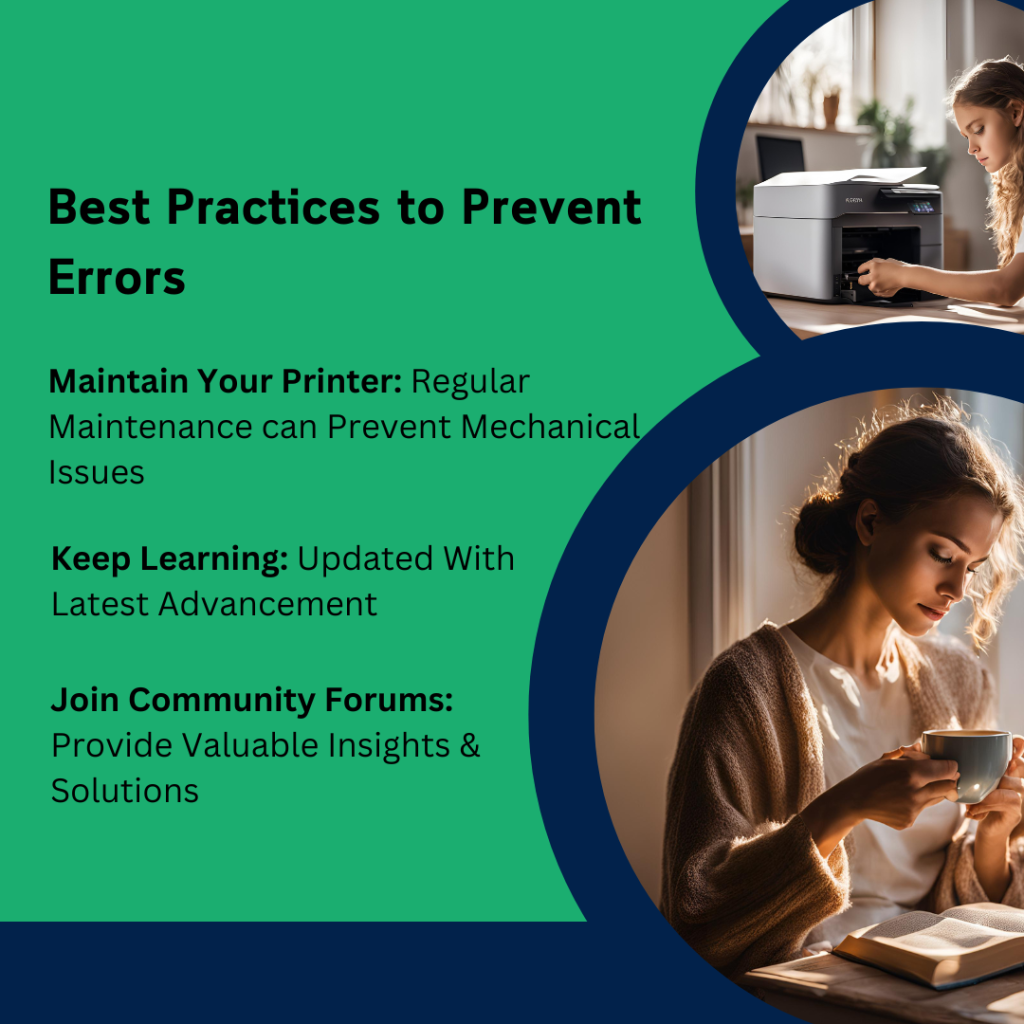 Best Practices to Prevent
Errors
Maintain Your Printer: Regular
Maintenance can Prevent Mechanical
Issues
Keep Learning: Updated With
Latest Advancement
Join Community Forums:
Provide Valuable Insights &
Solutions